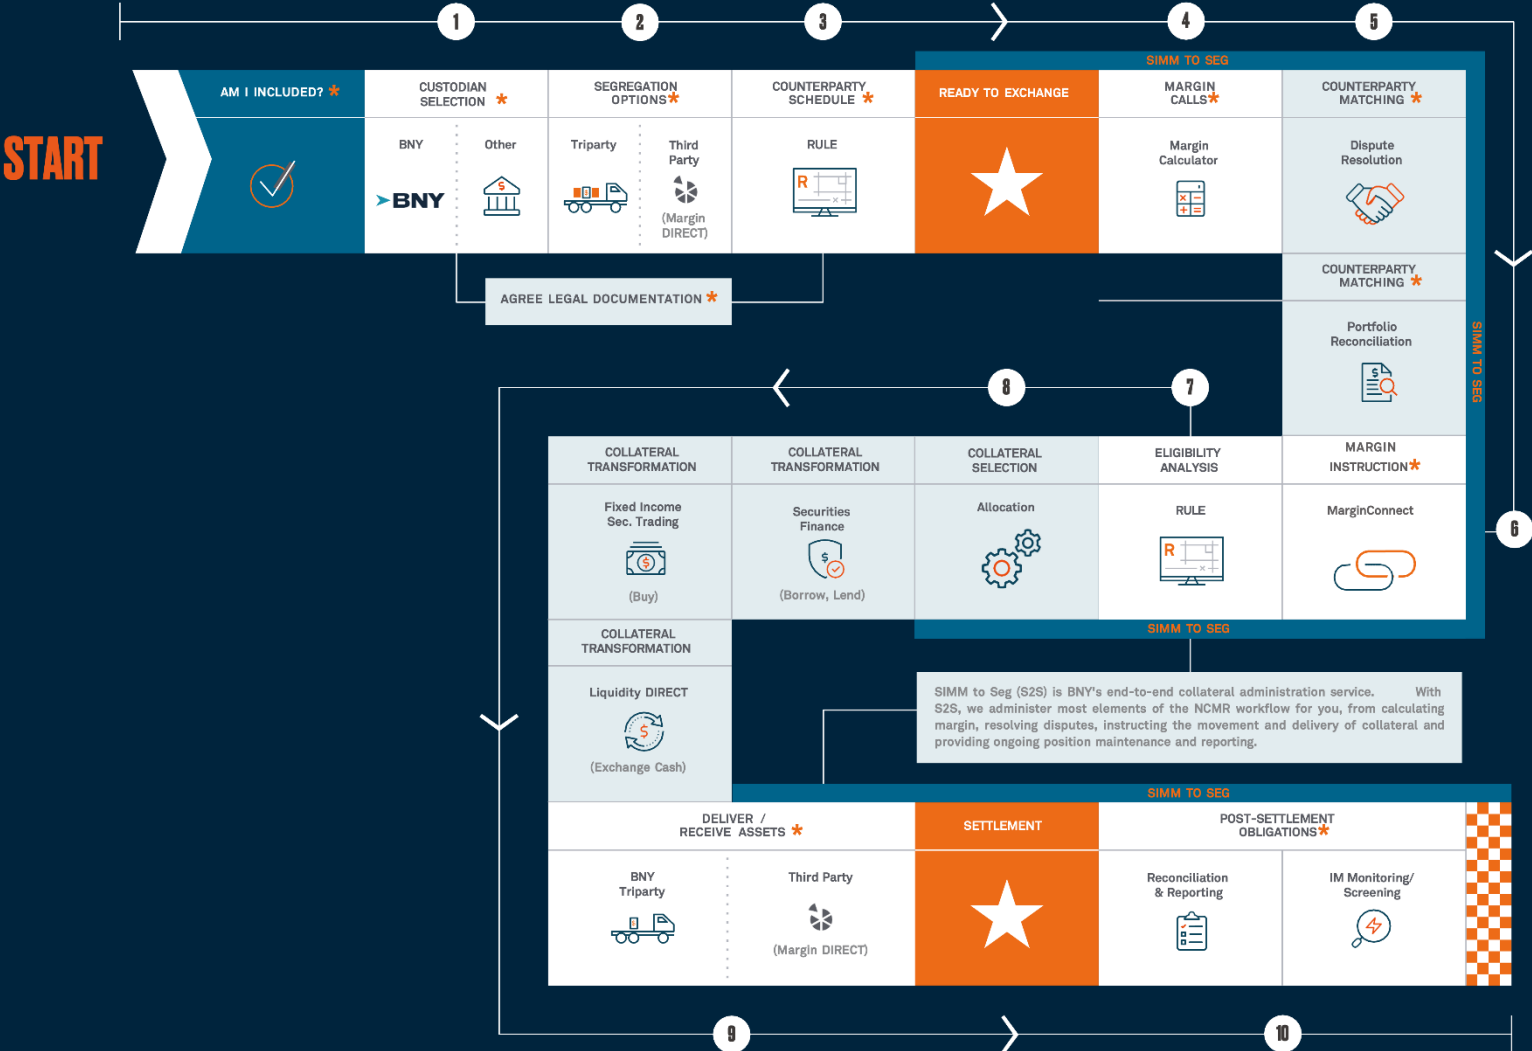 1
2
3
4
5
SIMM TO SEG
START
AM I INCLUDED? *
CUSTODIAN
SELECTION *
SEGREGATION
OPTIONS*
COUNTERPARTY
SCHEDULE *
READY TO EXCHANGE
MARGIN
CALLS*
COUNTERPARTY
MATCHING *
BNY
BNY
Other
$
Triparty
$
Third
Party
(Margin
DIRECT)
RULE
R
Margin
Calculator
Dispute
Resolution
AGREE LEGAL DOCUMENTATION *
COUNTERPARTY
MATCHING *
Portfolio
Reconciliation
$
SIMM TO SEG
8
7
6
COLLATERAL
TRANSFORMATION
COLLATERAL
TRANSFORMATION
COLLATERAL
SELECTION
ELIGIBILITY
ANALYSIS
MARGIN
INSTRUCTION*
Fixed Income
Sec. Trading
$
(Buy)
Securities
Finance
$
(Borrow, Lend)
Allocation
RULE
R
MarginConnect
SIMM TO SEG
COLLATERAL
TRANSFORMATION
Liquidity DIRECT
$
(Exchange Cash)
SIMM to Seg (S2S) is BNY's end-to-end collateral administration service. With
S2S, we administer most elements of the NCMR workflow for you, from calculating
margin, resolving disputes, instructing the movement and delivery of collateral and
providing ongoing position maintenance and reporting.
SIMM TO SEG
DELIVER /
RECEIVE ASSETS *
SETTLEMENT
POST-SETTLEMENT
OBLIGATIONS*
BNY
Triparty
$
Third Party
(Margin DIRECT)
Reconciliation
& Reporting
IM Monitoring/
Screening
9
10